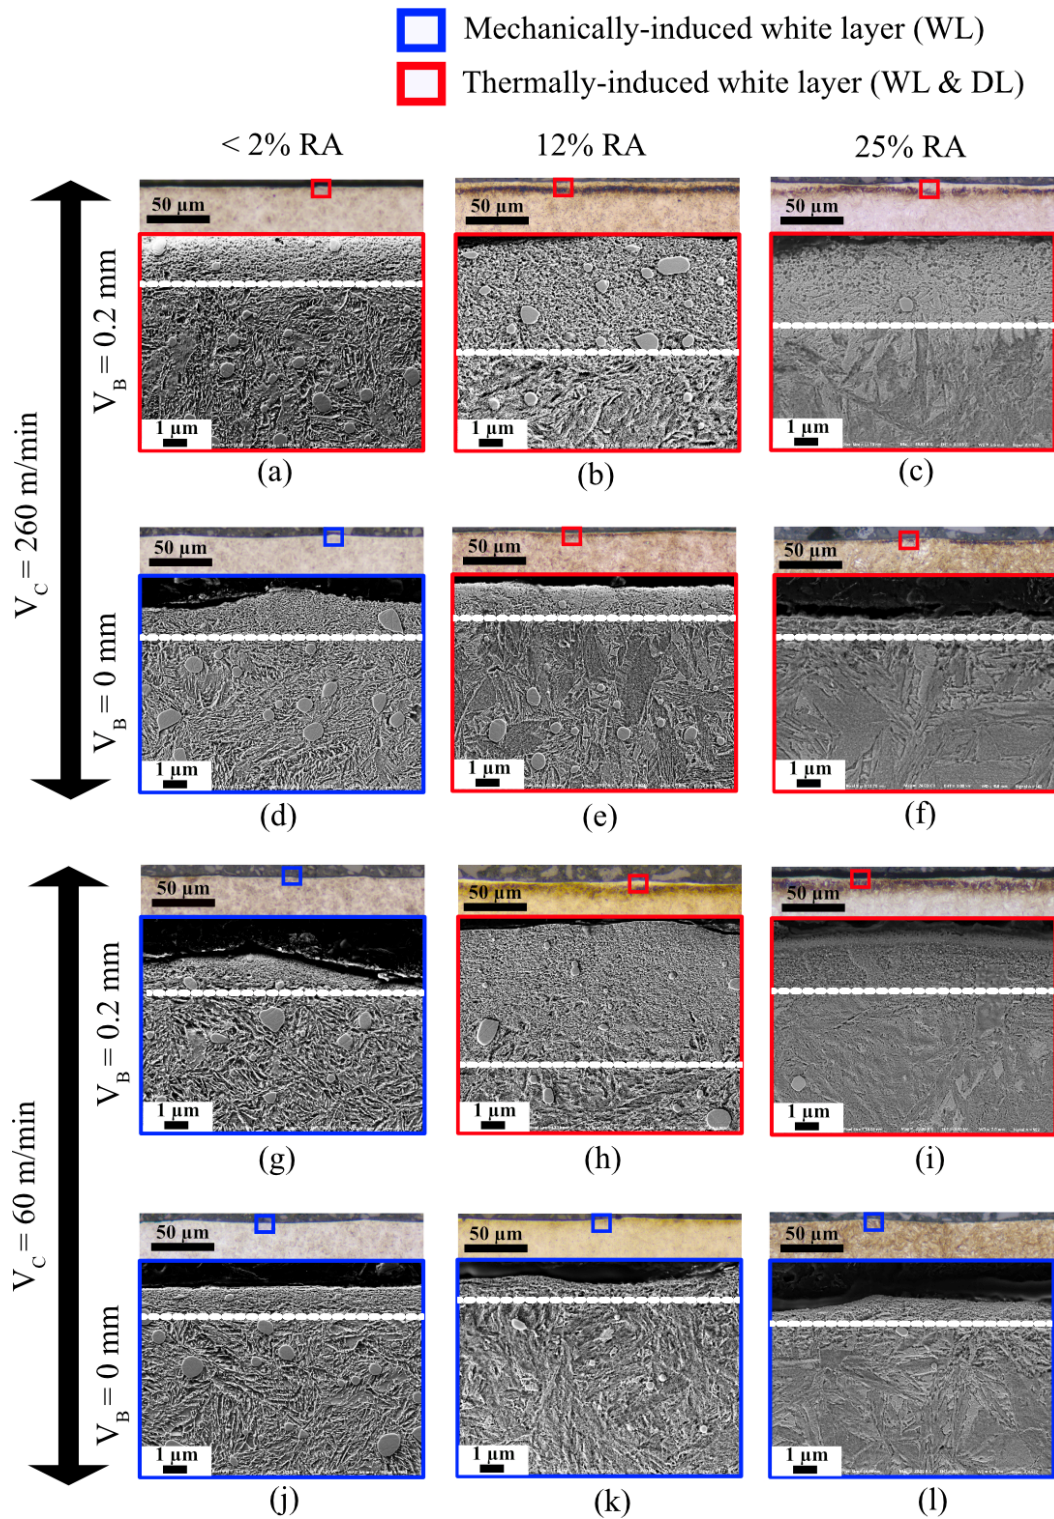 Mechanically-induced white layer (WL)
Thermally-induced white layer (WL & DL)
< 2% RA
12% RA
25% RA
V_C = 260 m/min
V_B = 0.2 mm
50 µm
50 µm
50 µm
1 µm
1 µm
1 µm
(a)
(b)
(c)
V_B = 0 mm
50 µm
50 µm
50 µm
1 µm
1 µm
1 µm
(d)
(e)
(f)
V_C = 60 m/min
V_B = 0.2 mm
50 µm
50 µm
50 µm
1 µm
1 µm
1 µm
(g)
(h)
(i)
V_B = 0 mm
50 µm
50 µm
50 µm
1 µm
1 µm
1 µm
(j)
(k)
(l)